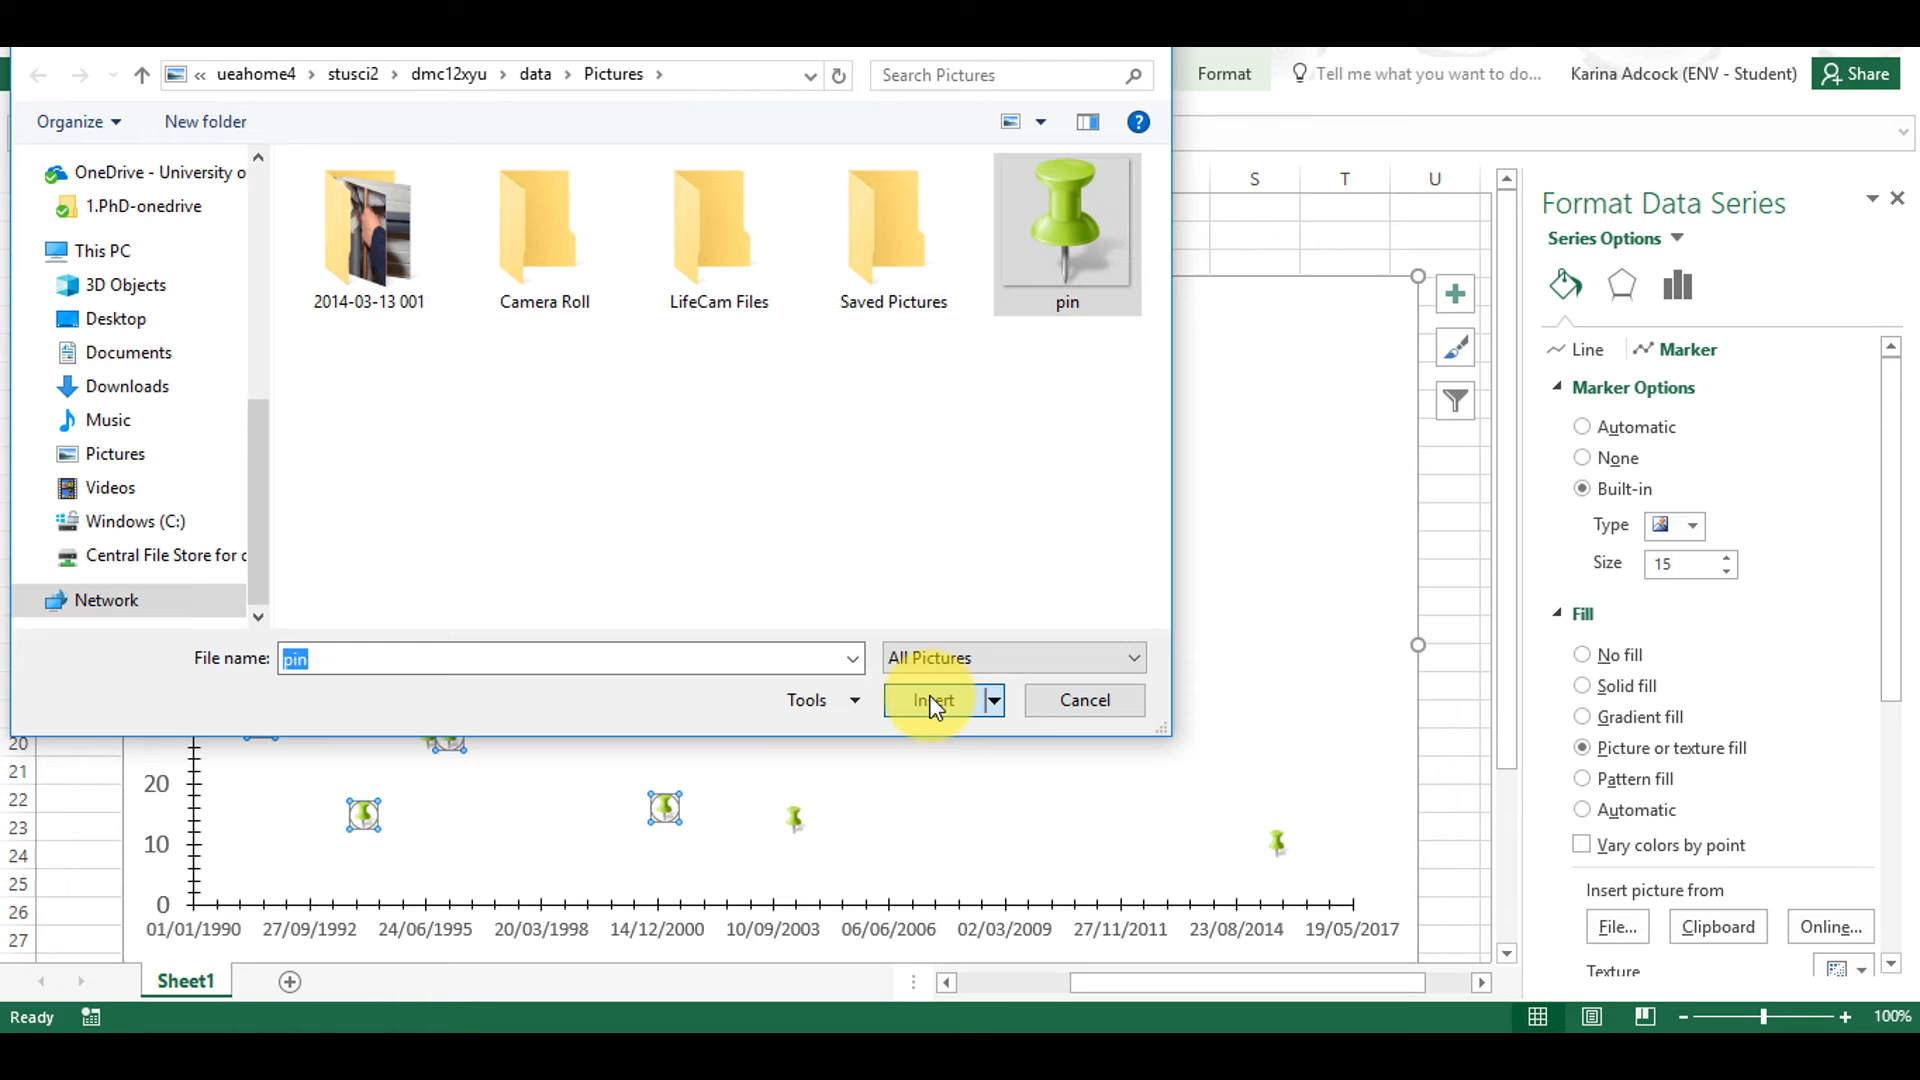 « ueahome4 › stusci2 › dmc12xyu › data › Pictures ›
Search Pictures
Format
Tell me what you want to do...
Karina Adcock (ENV - Student)
Share
Organize
New folder
OneDrive - University o
1.PhD-onedrive
This PC
3D Objects
Desktop
Documents
Downloads
Music
Pictures
Videos
Windows (C:)
Central File Store for c
Network
2014-03-13 001
Camera Roll
LifeCam Files
Saved Pictures
pin
File name:
pin
All Pictures
Tools
Insert
Cancel
S T U
20
21
22
23
24
25
26
27
20
10
0
01/01/1990 27/09/1992 24/06/1995 20/03/1998 14/12/2000 10/09/2003 06/06/2006 02/03/2009 27/11/2011 23/08/2014 19/05/2017
Format Data Series
Series Options
Line
Marker
Marker Options
Automatic
None
Built-in
Type
Size 15
Fill
No fill
Solid fill
Gradient fill
Picture or texture fill
Pattern fill
Automatic
Vary colors by point
Insert picture from
File... Clipboard Online...
Texture
Sheet1
Ready
100%